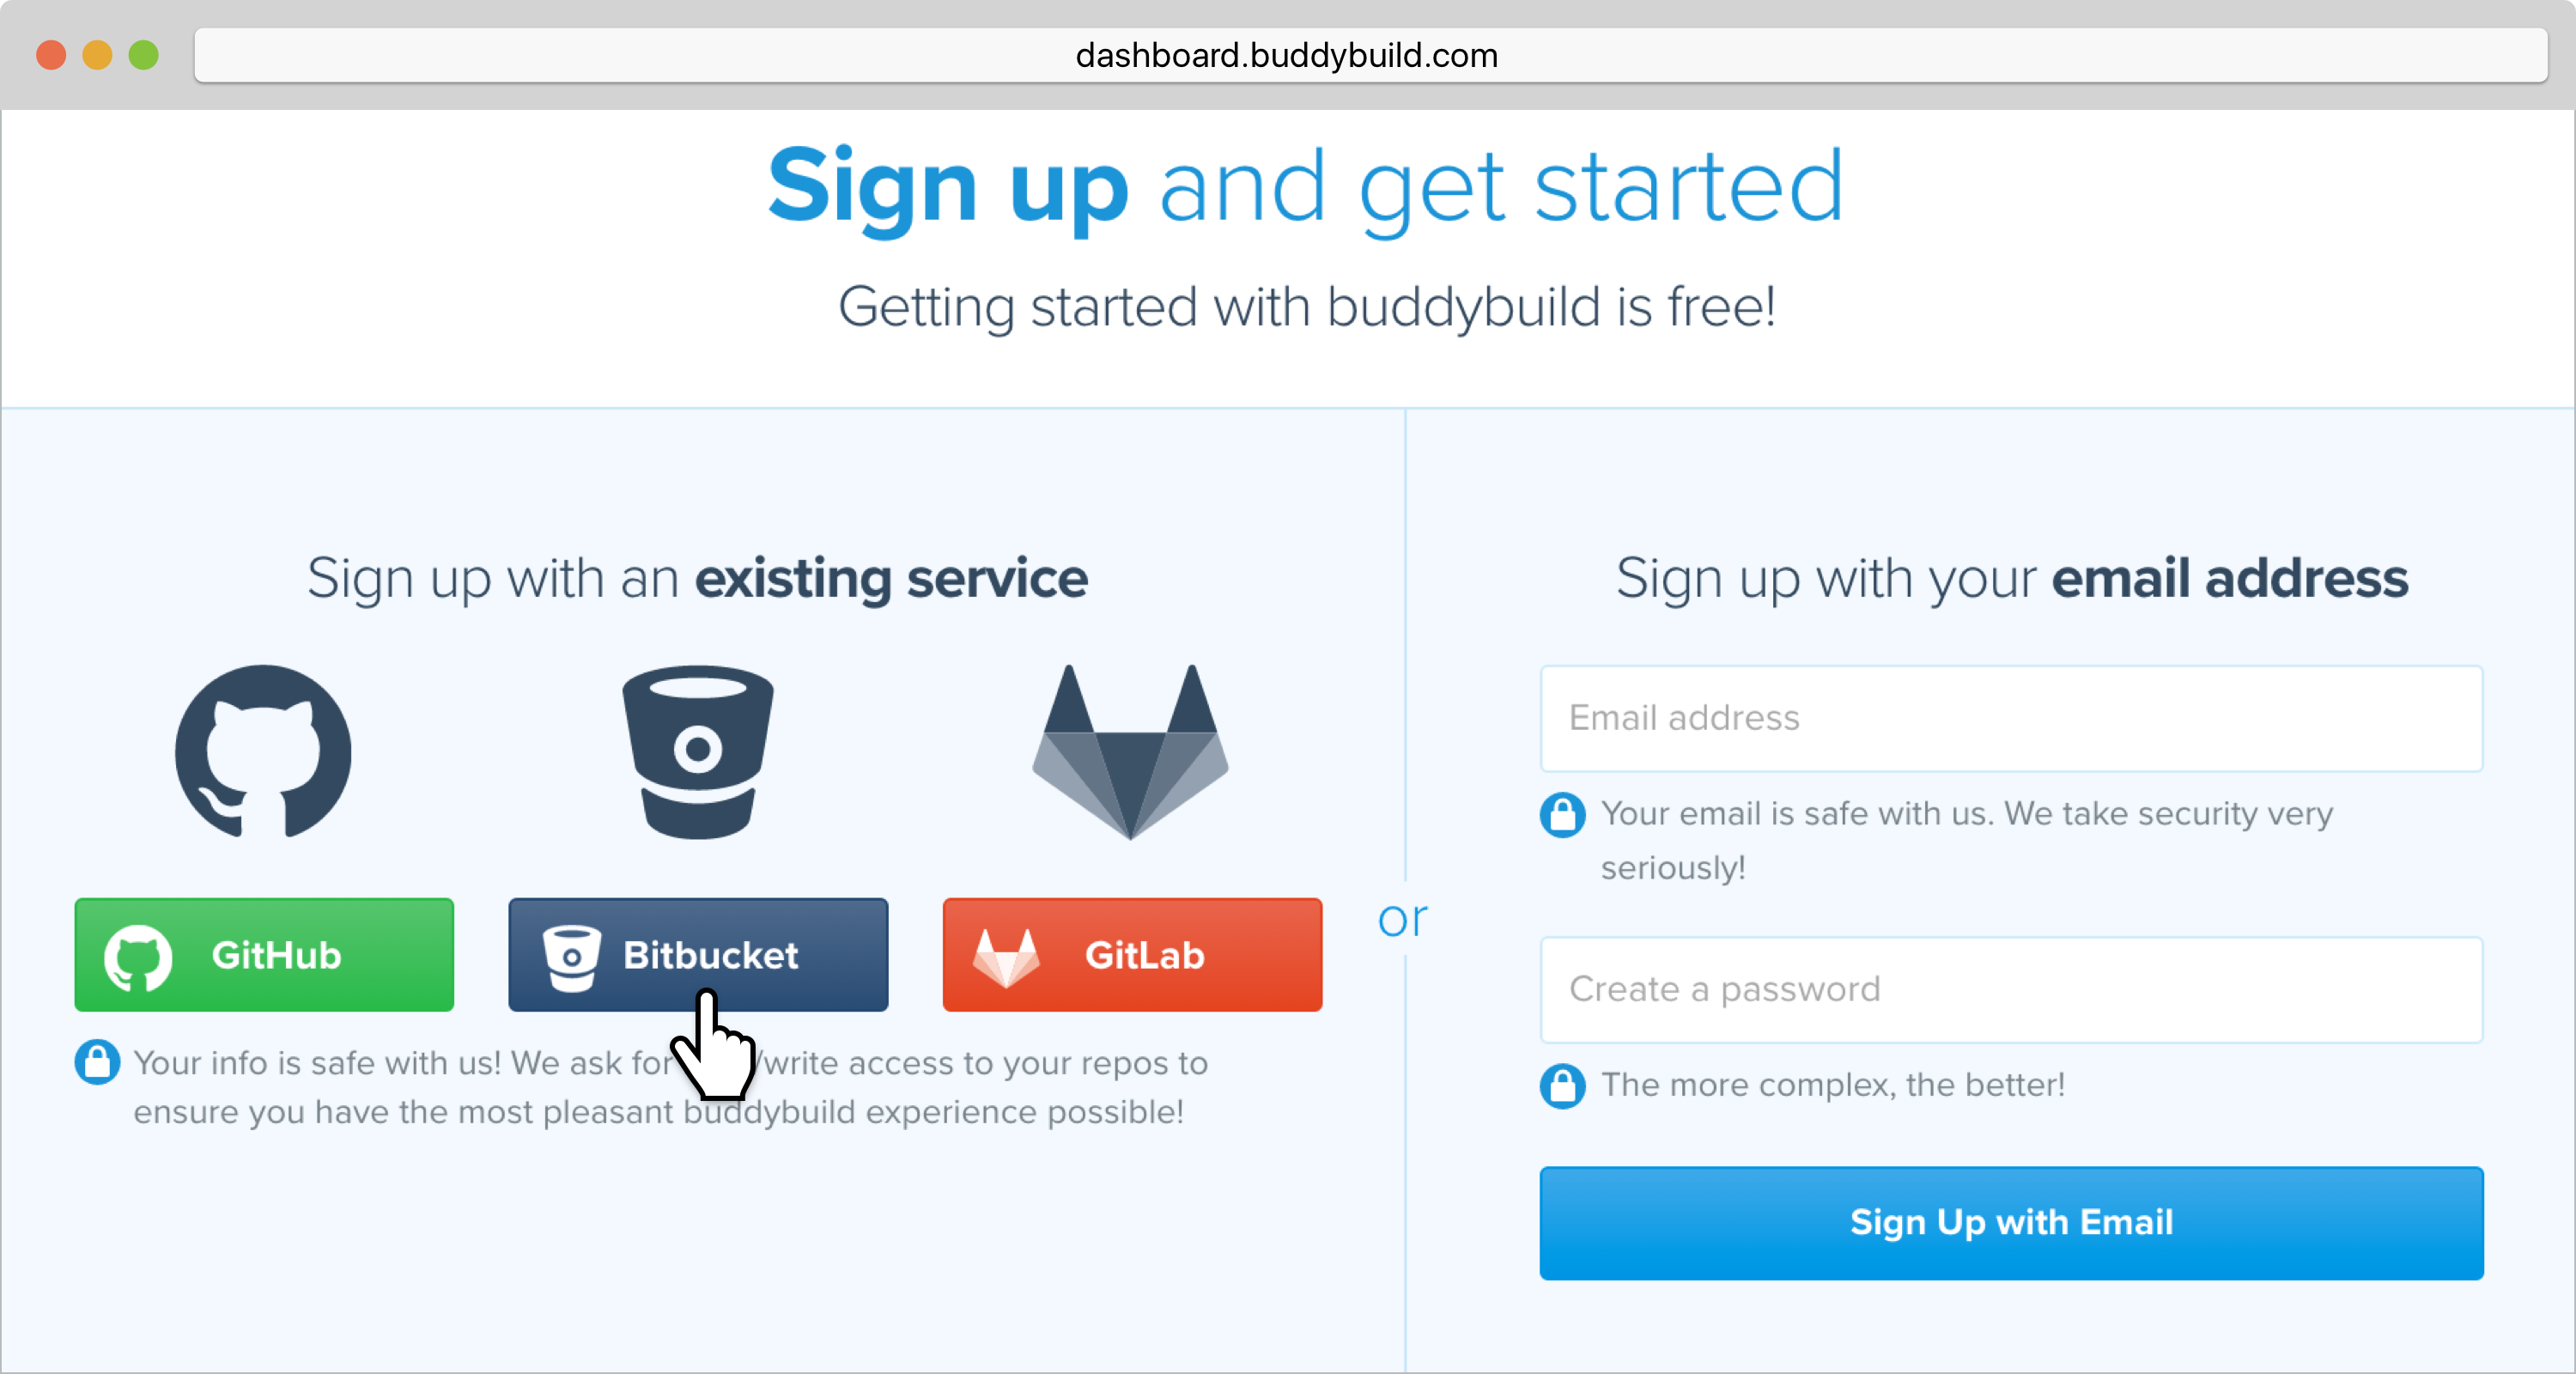 dashboard.buddybuild.com
Sign up and get started
Getting started with buddybuild is free!
Sign up with an existing service
GitHub
Bitbucket
GitLab
Your info is safe with us! We ask for /write access to your repos to
ensure you have the most pleasant buddybuild experience possible!
or
Sign up with your email address
Email address
Your email is safe with us. We take security very
seriously!
Create a password
The more complex, the better!
Sign Up with Email